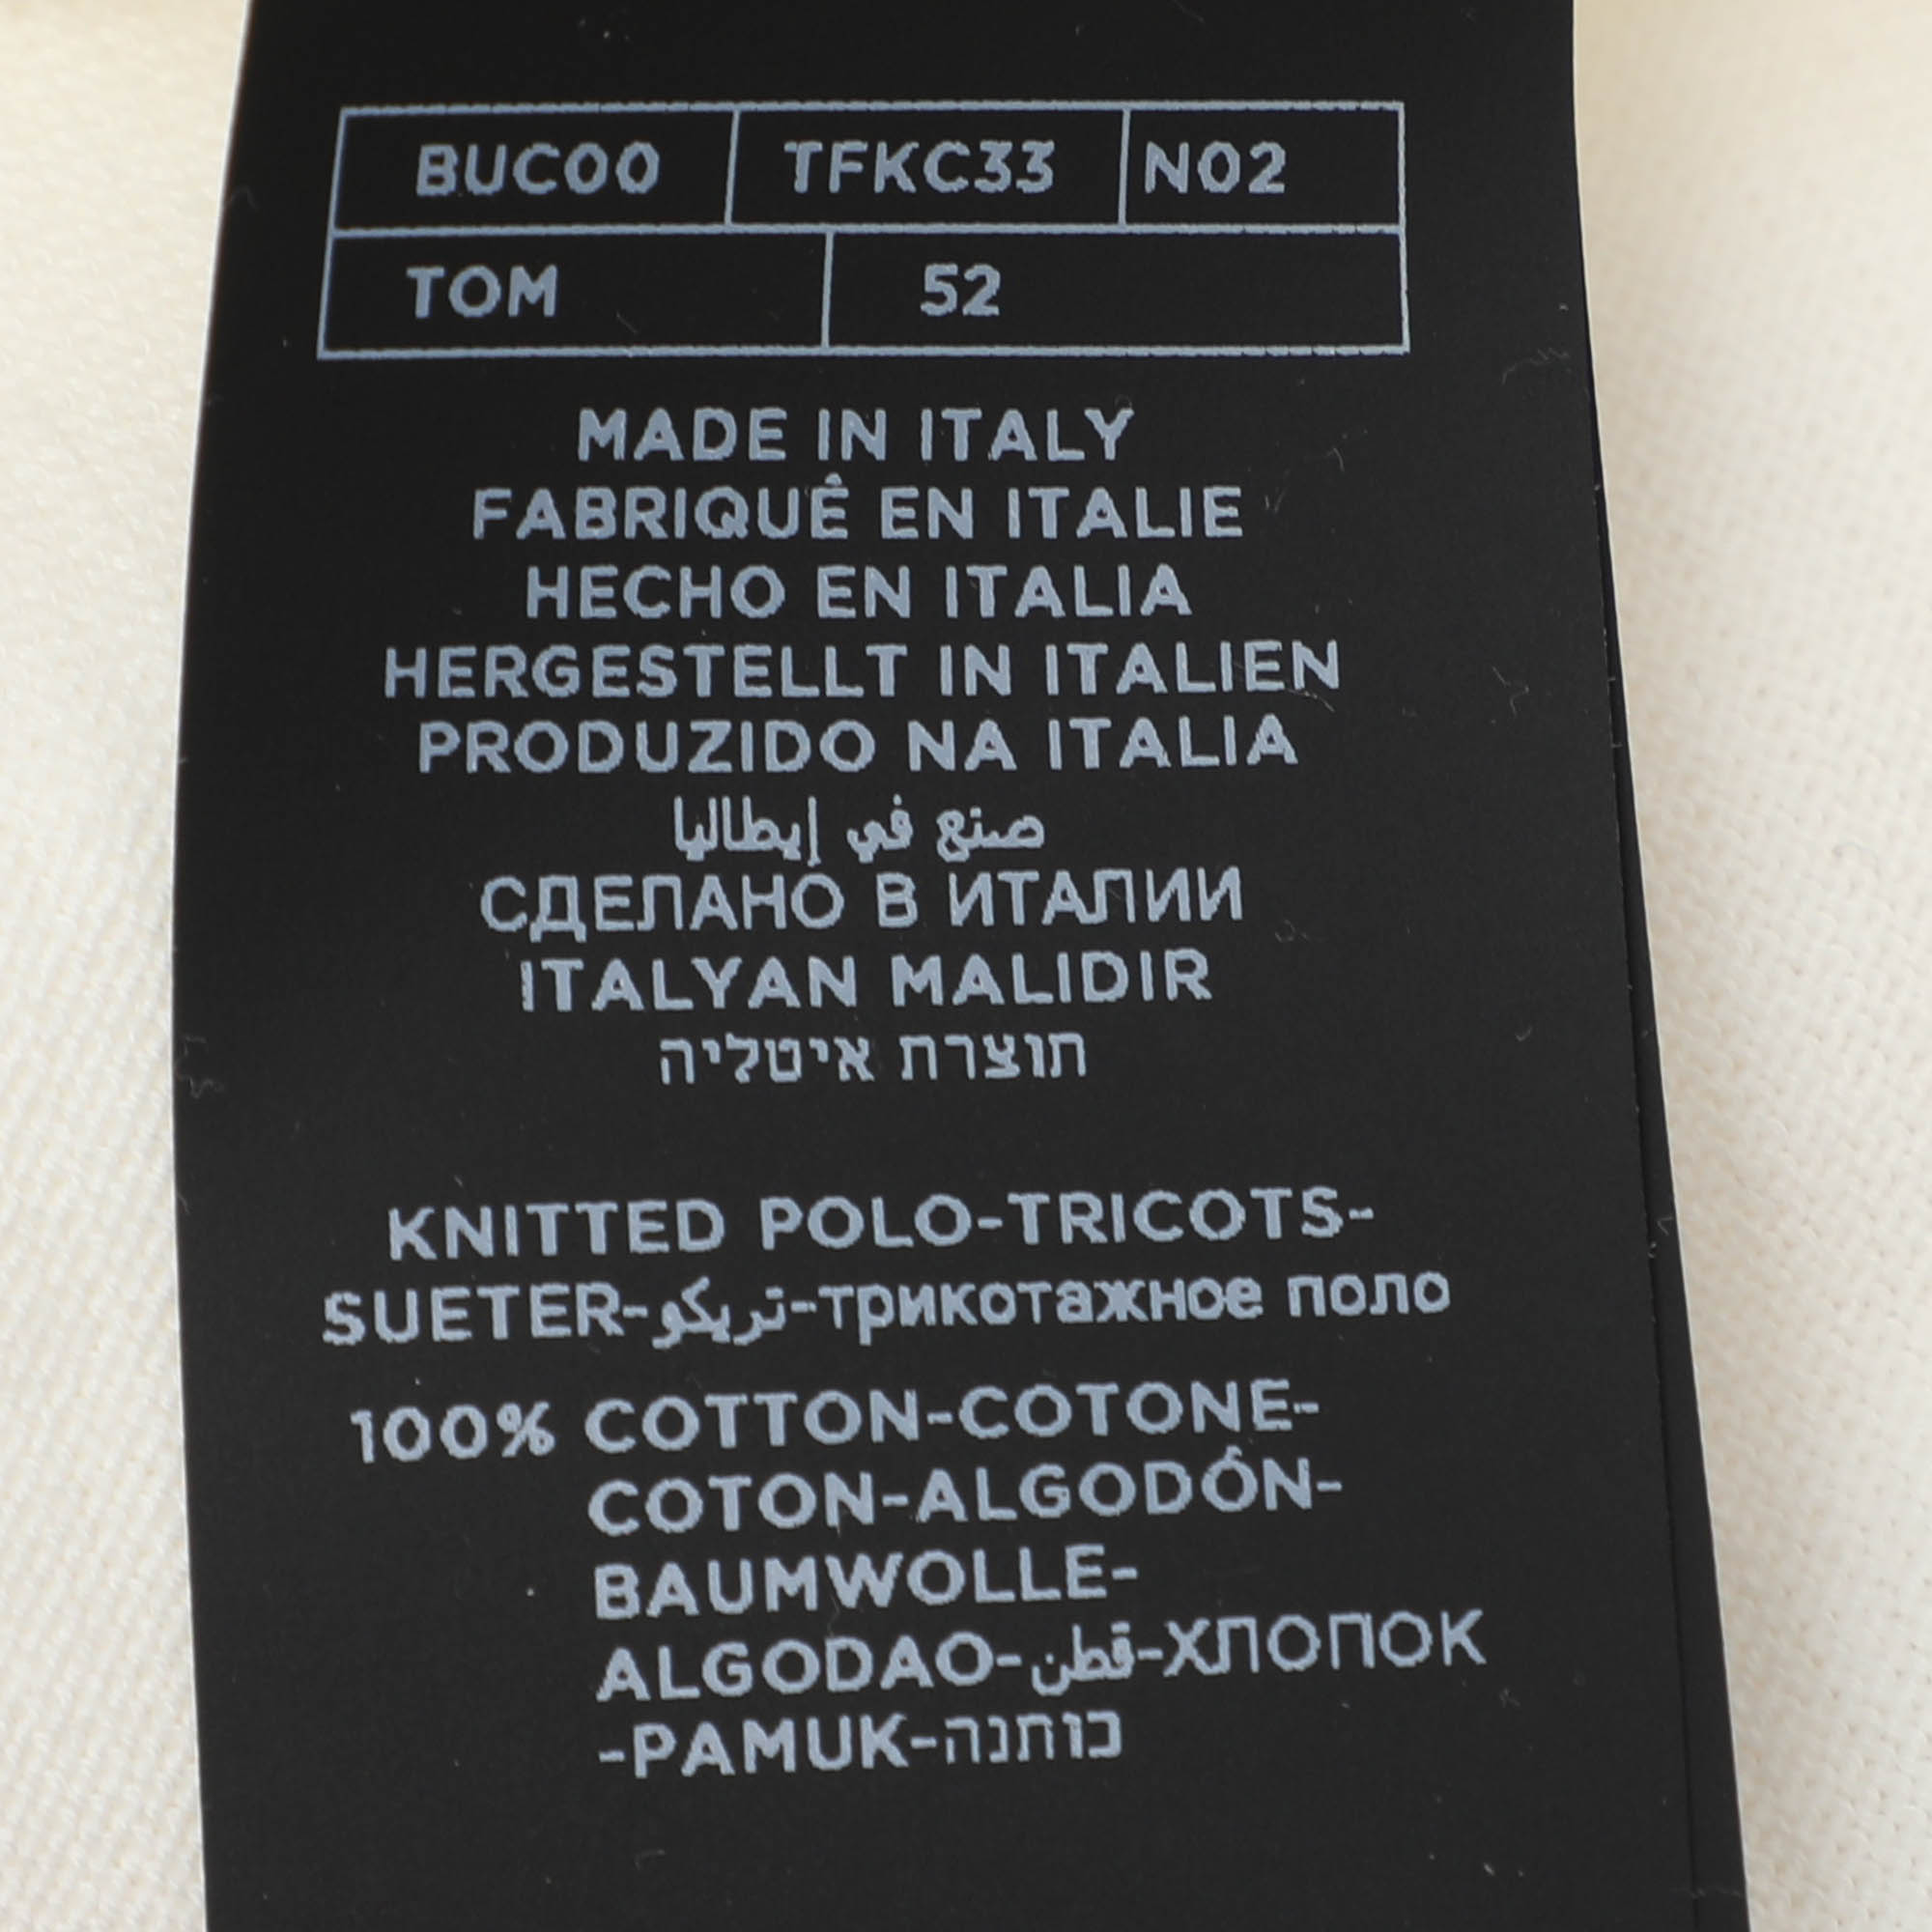 BUC00 TFKC33 N02
TOM 52
MADE IN ITALY
FABRIQUÉ EN ITALIE
HECHO EN ITALIA
HERGESTELLT IN ITALIEN
PRODUZIDO NA ITALIA
صنع في إيطاليا
СДЕЛАНО В ИТАЛИИ
ITALYAN MALIDIR
תוצרת איטליה
KNITTED POLO-TRICOTS-
SUETER-تريكو-трикотажное поло
100% COTTON-COTONE-
COTON-ALGODÓN-
BAUMWOLLE-
ALGODAO-قطن-ХЛОПОК
-PAMUK-כותנה